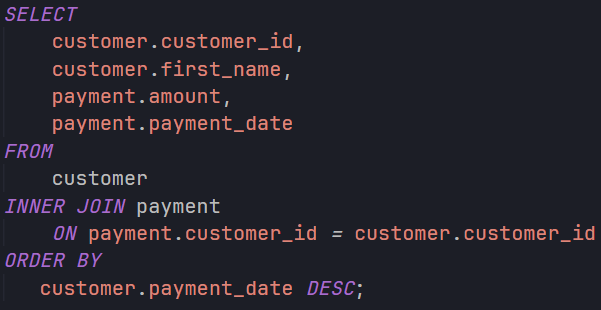 SELECT
    customer.customer_id,
    customer.first_name,
    payment.amount,
    payment.payment_date
FROM
    customer
INNER JOIN payment
    ON payment.customer_id = customer.customer_id
ORDER BY
   customer.payment_date DESC;